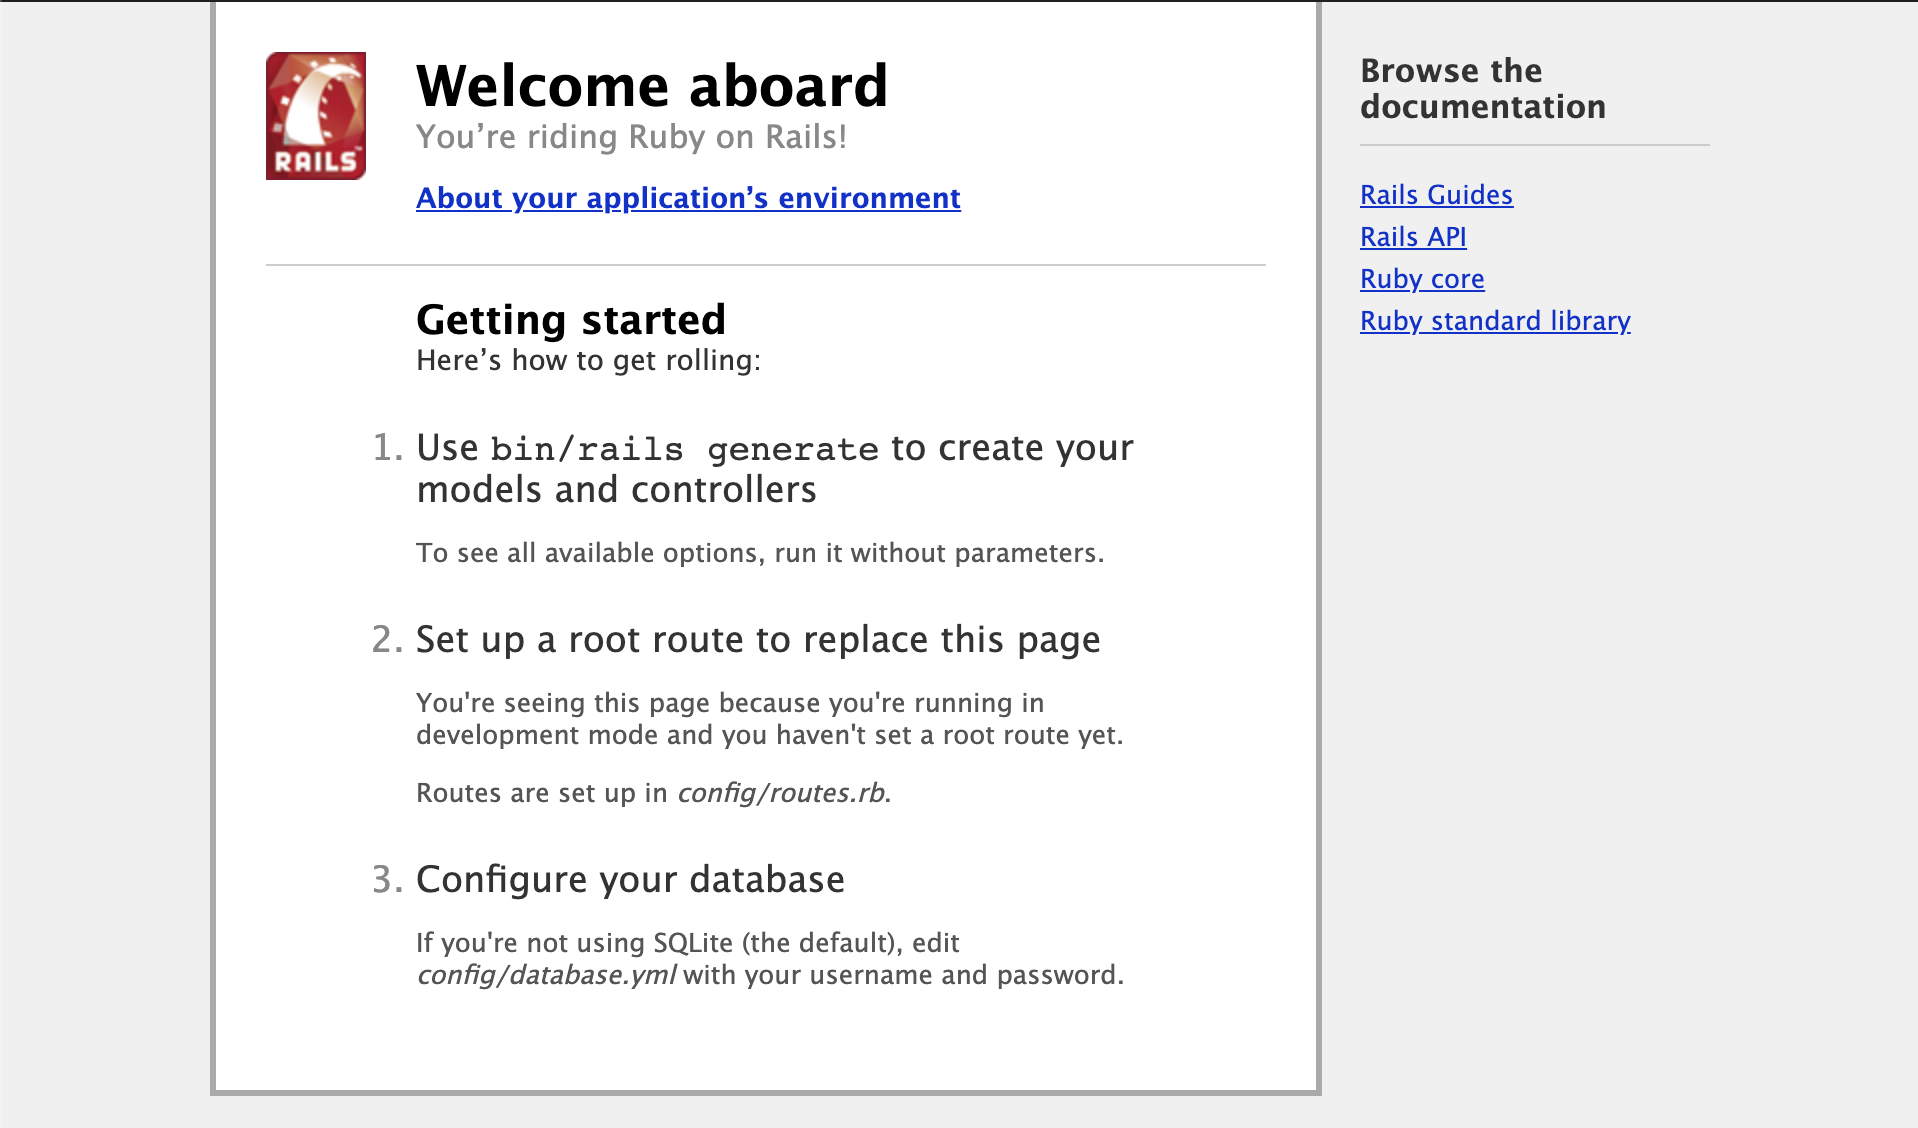 RAILS™
Welcome aboard
You’re riding Ruby on Rails!
About your application’s environment
Getting started
Here’s how to get rolling:
1. Use bin/rails generate to create your
models and controllers
To see all available options, run it without parameters.
2. Set up a root route to replace this page
You're seeing this page because you're running in
development mode and you haven't set a root route yet.
Routes are set up in config/routes.rb.
3. Configure your database
If you're not using SQLite (the default), edit
config/database.yml with your username and password.
Browse the
documentation
Rails Guides
Rails API
Ruby core
Ruby standard library